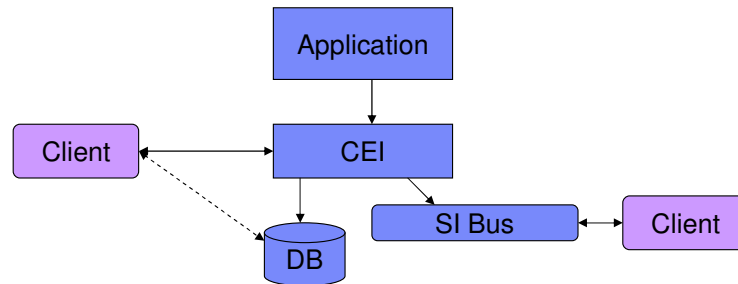 Application
Client
CEI
SI Bus
Client
DB